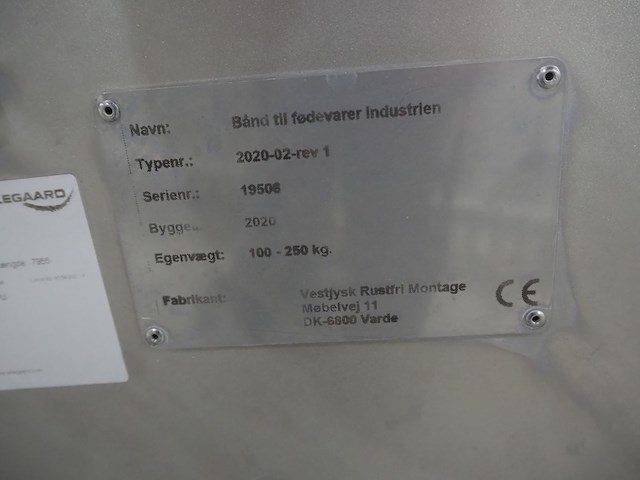 Navn: Bånd til fødevarer industrien
Typenr.: 2020-02-rev 1
Serienr.: 19506
Bygge 2020
Egenvægt: 100 - 250 kg.
Fabrikant: Vestjysk Rustfri Montage
Møbelvej 11
DK-6800 Varde
CE
LEGAARD